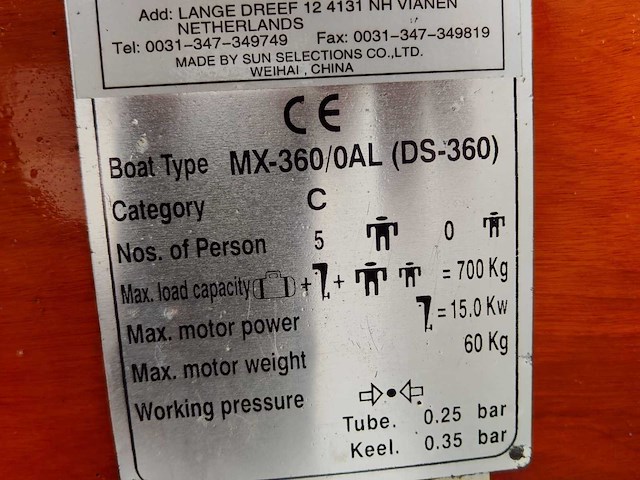 Add: LANGE DREEF 12 4131 NH VIANEN
NETHERLANDS
Tel: 0031-347-349749 Fax: 0031-347-349819
MADE BY SUN SELECTIONS CO.,LTD.
WEIHAI , CHINA
CE
Boat Type MX-360/0AL (DS-360)
Category C
Nos. of Person 5 0
Max. load capacity + + = 700 Kg
Max. motor power = 15.0 Kw
Max. motor weight 60 Kg
Working pressure
Tube. 0.25 bar
Keel. 0.35 bar